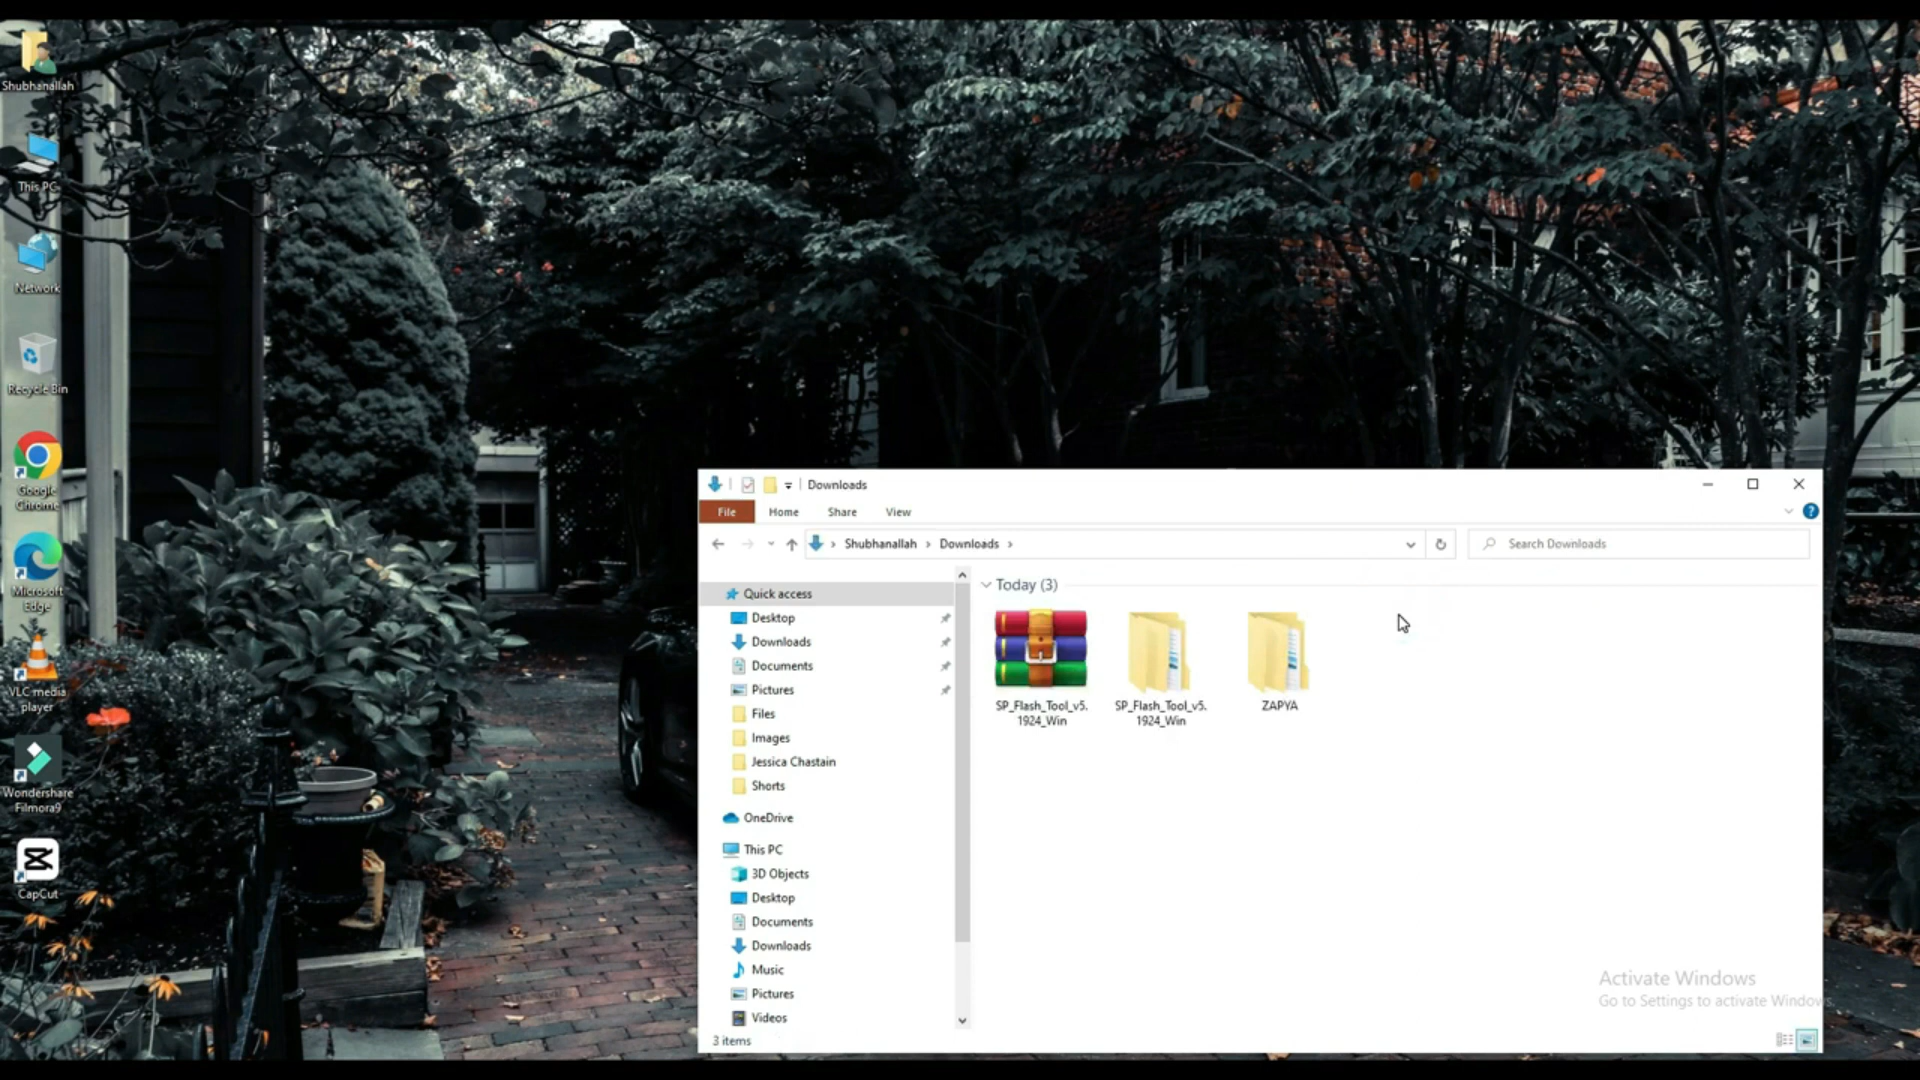 Shubhanallah
This PC
Network
Recycle Bin
Google
Chrome
Microsoft
Edge
VLC media
player
Wondershare
Filmora9
CapCut
Downloads
File
Home
Share
View
Shubhanallah
Downloads
Search Downloads
Quick access
Desktop
Downloads
Documents
Pictures
Files
Images
Jessica Chastain
Shorts
OneDrive
This PC
3D Objects
Desktop
Documents
Downloads
Music
Pictures
Videos
Today (3)
SP_Flash_Tool_v5.
1924_Win
SP_Flash_Tool_v5.
1924_Win
ZAPYA
Activate Windows
Go to Settings to activate Windows.
3 items